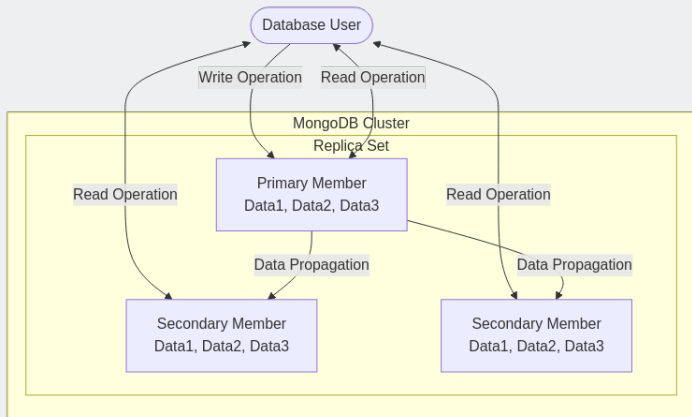 Database User
Write Operation
Read Operation
MongoDB Cluster
Replica Set
Primary Member
Data1, Data2, Data3
Read Operation
Read Operation
Data Propagation
Data Propagation
Secondary Member
Data1, Data2, Data3
Secondary Member
Data1, Data2, Data3